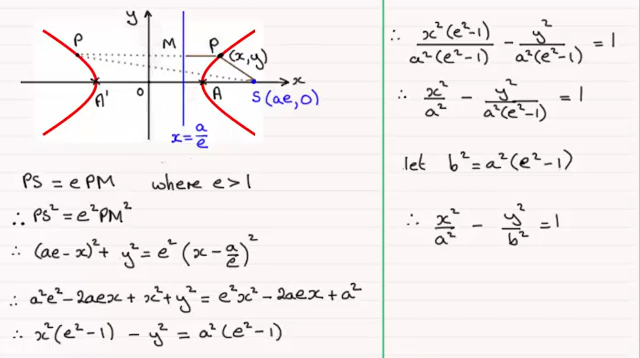 y
P
M
P
(x,y)
x
A'
O
A
S(ae,0)
x=a/e
PS = ePM where e>1
∴ PS² = e²PM²
∴ (ae-x)² + y² = e²(x-a/e)²
∴ a²e²-2aex+x²+y² = e²x²-2aex+a²
∴ x²(e²-1) - y² = a²(e²-1)
∴ x²(e²-1)/a²(e²-1) - y²/a²(e²-1) = 1
∴ x²/a² - y²/a²(e²-1) = 1
let b² = a²(e²-1)
∴ x²/a² - y²/b² = 1